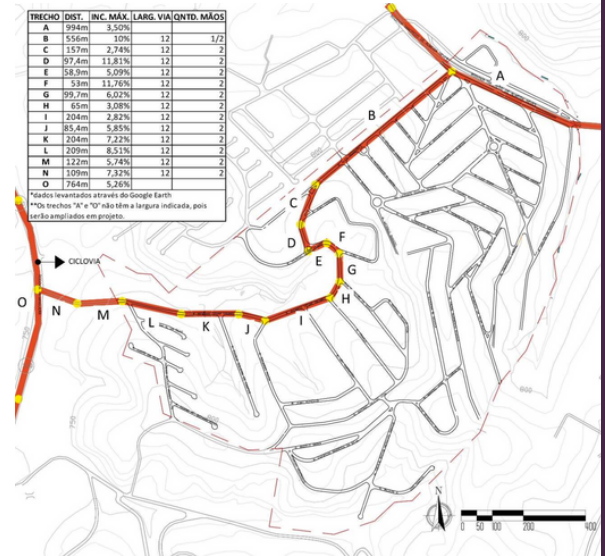 TRECHO DIST. INC. MÁX. LARG. VIA QNTD. MÃOS
A 994m 3,50%
B 556m 10% 12 1/2
C 157m 2,74% 12 2
D 97,4m 11,81% 12 2
E 58,9m 5,09% 12 2
F 53m 11,76% 12 2
G 99,7m 6,02% 12 2
H 65m 3,08% 12 2
I 204m 2,82% 12 2
J 85,4m 5,85% 12 2
K 204m 7,22% 12 2
L 209m 8,51% 12 2
M 122m 5,74% 12 2
N 109m 7,32% 12 2
O 764m 5,26%
*dados levantados através do Google Earth
**Os trechos "A" e "O" não têm a largura indicada, pois
serão ampliados em projeto.
A
B
C
D
E
F
G
H
CICLOVIA
O
N
M
L
K
J
I
N
0 50 100 200 400